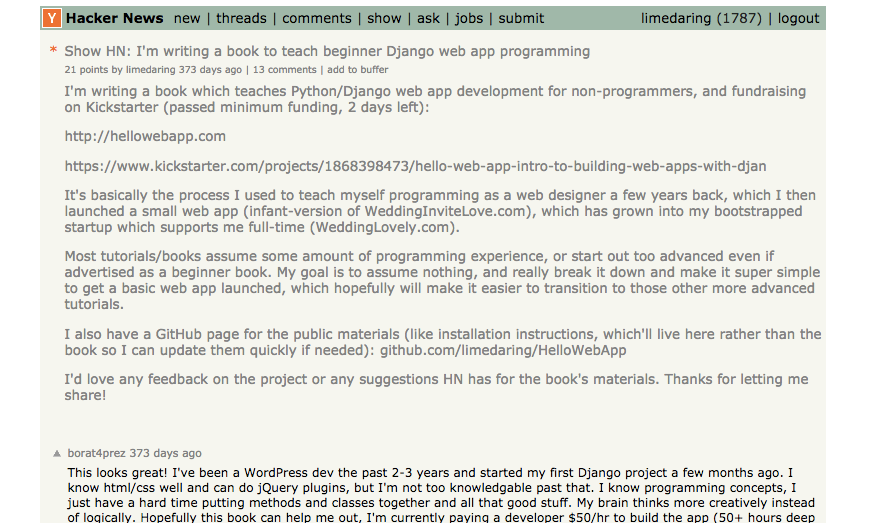 Y Hacker News new | threads | comments | show | ask | jobs | submit limedaring (1787) | logout
* Show HN: I'm writing a book to teach beginner Django web app programming
21 points by limedaring 373 days ago | 13 comments | add to buffer
I'm writing a book which teaches Python/Django web app development for non-programmers, and fundraising
on Kickstarter (passed minimum funding, 2 days left):
http://hellowebapp.com
https://www.kickstarter.com/projects/1868398473/hello-web-app-intro-to-building-web-apps-with-djan
It's basically the process I used to teach myself programming as a web designer a few years back, which I then
launched a small web app (infant-version of WeddingInviteLove.com), which has grown into my bootstrapped
startup which supports me full-time (WeddingLovely.com).
Most tutorials/books assume some amount of programming experience, or start out too advanced even if
advertised as a beginner book. My goal is to assume nothing, and really break it down and make it super simple
to get a basic web app launched, which hopefully will make it easier to transition to those other more advanced
tutorials.
I also have a GitHub page for the public materials (like installation instructions, which'll live here rather than the
book so I can update them quickly if needed): github.com/limedaring/HelloWebApp
I'd love any feedback on the project or any suggestions HN has for the book's materials. Thanks for letting me
share!
borat4prez 373 days ago
This looks great! I've been a WordPress dev the past 2-3 years and started my first Django project a few months ago. I
know html/css well and can do jQuery plugins, but I'm not too knowledgable past that. I know programming concepts, I
just have a hard time putting methods and classes together and all that good stuff. My brain thinks more creatively instead
of logically. Hopefully this book can help me out, I'm currently paying a developer $50/hr to build the app (50+ hours deep